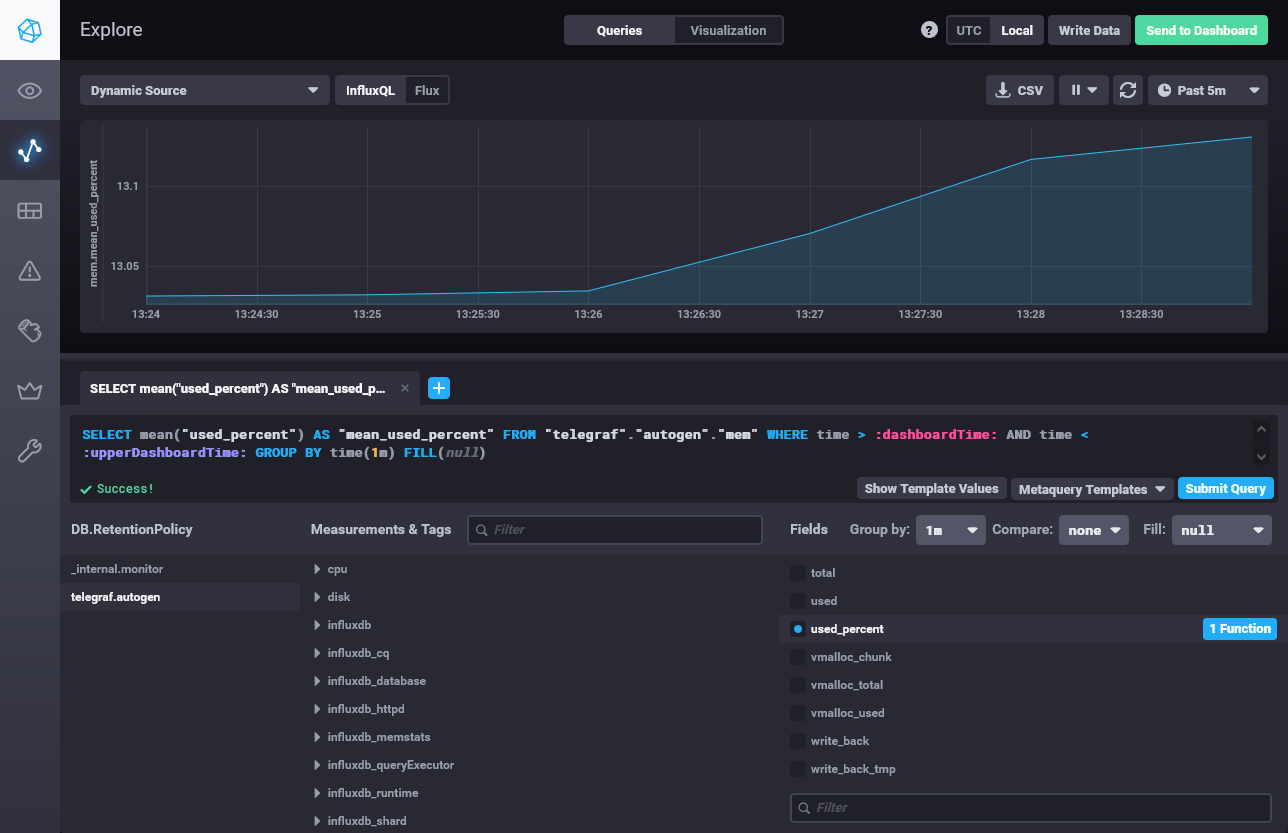 Explore
Queries
Visualization
?
UTC
Local
Write Data
Send to Dashboard
Dynamic Source
InfluxQL
Flux
CSV
Past 5m
mem.mean_used_percent
13.1
13.05
13:24
13:24:30
13:25
13:25:30
13:26
13:26:30
13:27
13:27:30
13:28
13:28:30
SELECT mean("used_percent") AS "mean_used_p...
SELECT mean("used_percent") AS "mean_used_percent" FROM "telegraf"."autogen"."mem" WHERE time > :dashboardTime: AND time <
:upperDashboardTime: GROUP BY time(1m) FILL(null)
Success!
Show Template Values
Metaquery Templates
Submit Query
DB.RetentionPolicy
_internal.monitor
telegraf.autogen
Measurements & Tags
Filter
cpu
disk
influxdb
influxdb_cq
influxdb_database
influxdb_httpd
influxdb_memstats
influxdb_queryExecutor
influxdb_runtime
influxdb_shard
Fields
Group by:
1m
Compare:
none
Fill:
null
total
used
used_percent
1 Function
vmalloc_chunk
vmalloc_total
vmalloc_used
write_back
write_back_tmp
Filter